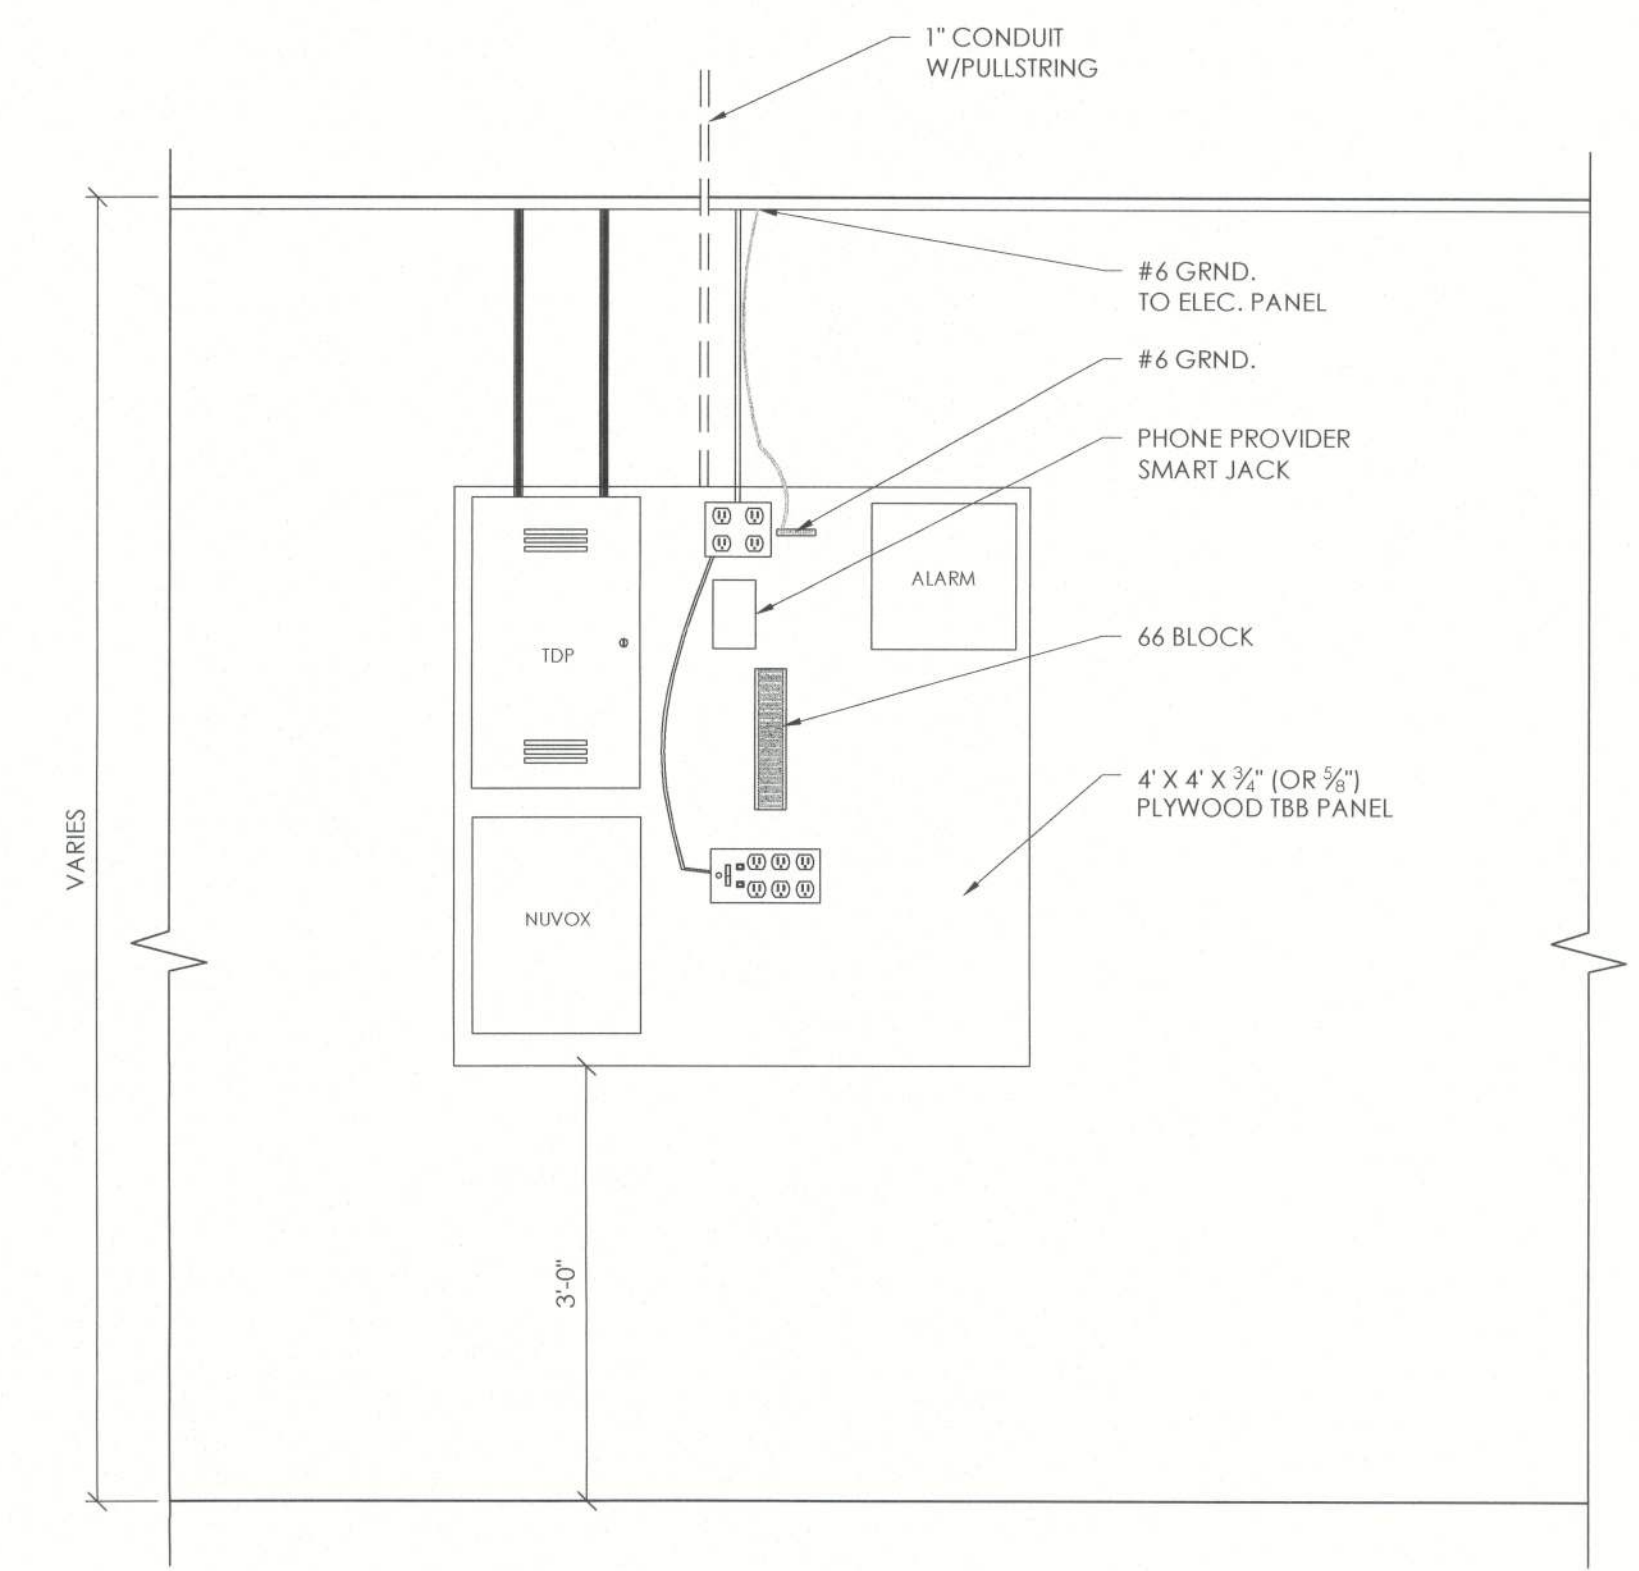 1" CONDUIT
W/PULLSTRING
#6 GRND.
TO ELEC. PANEL
#6 GRND.
PHONE PROVIDER
SMART JACK
ALARM
66 BLOCK
TDP
4' X 4' X 3/4" (OR 5/8")
PLYWOOD TBB PANEL
VARIES
NUVOX
3'-0"